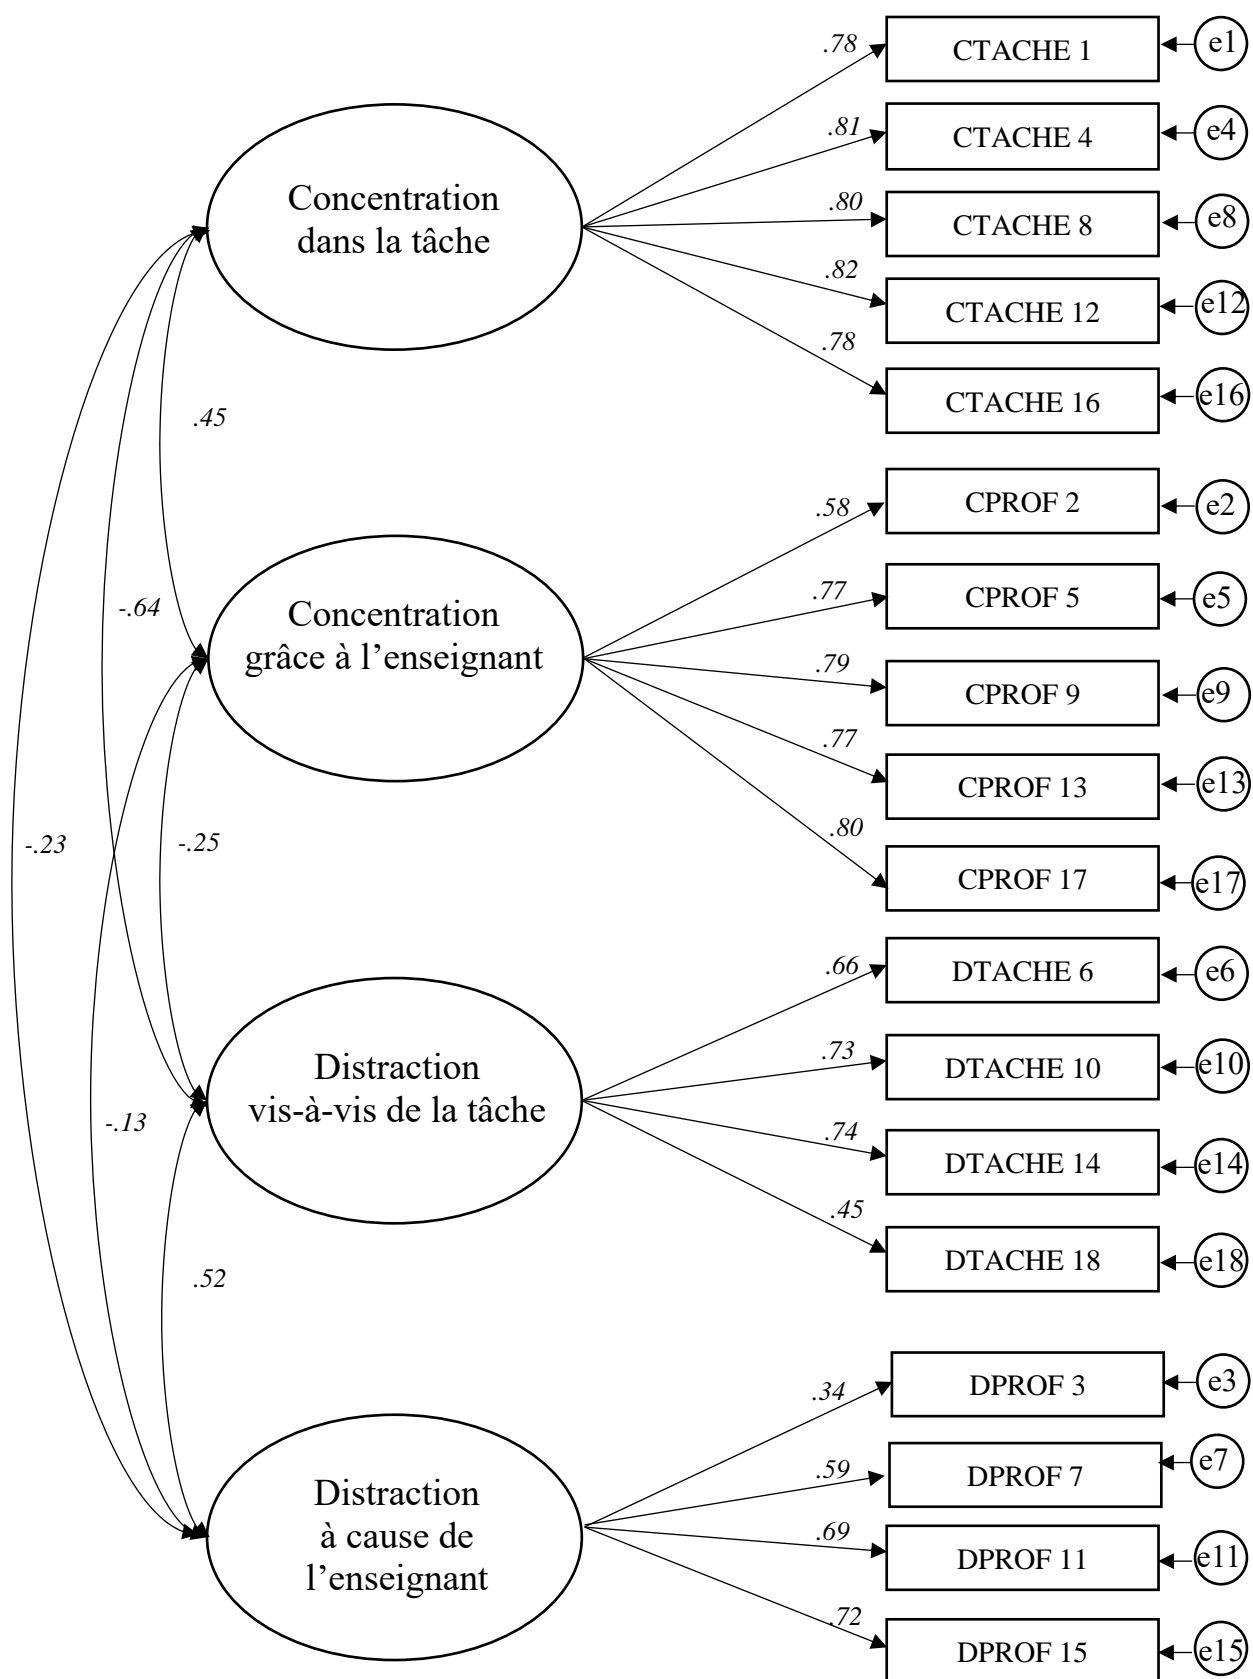 .78
CTACHE 1
e1
.81
CTACHE 4
e4
Concentration
dans la tâche
.80
CTACHE 8
e8
.82
CTACHE 12
e12
.78
CTACHE 16
e16
.45
.58
CPROF 2
e2
-.64
Concentration
grâce à l’enseignant
.77
CPROF 5
e5
.79
CPROF 9
e9
.77
CPROF 13
e13
-.23
-.25
.80
CPROF 17
e17
.66
DTACHE 6
e6
Distraction
vis-à-vis de la tâche
.73
DTACHE 10
e10
-.13
.74
DTACHE 14
e14
.45
DTACHE 18
e18
.52
.34
DPROF 3
e3
.59
DPROF 7
e7
Distraction
à cause de
l’enseignant
.69
DPROF 11
e11
.72
DPROF 15
e15